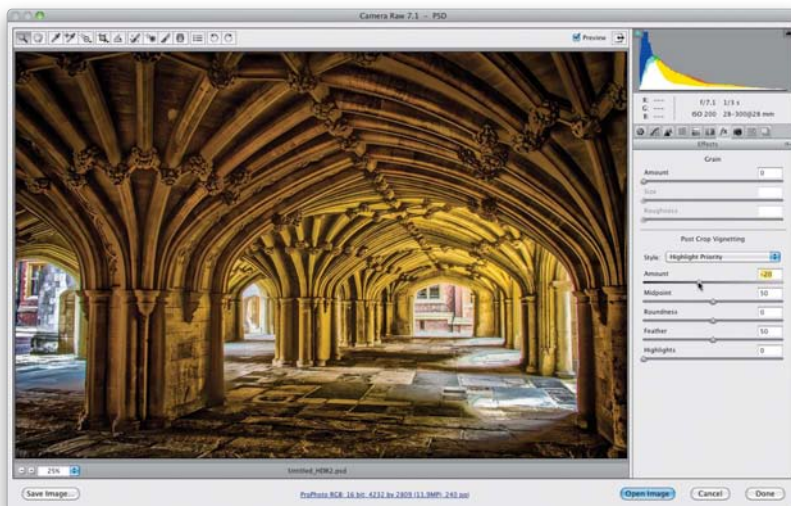 Camera Raw 7.1 - PSD
Preview
R: ---
G: ---
B: ---
f/7.1 1/3 s
ISO 200 28-300@28 mm
Effects
Grain
Amount 0
Size
Roughness
Post Crop Vignetting
Style: Highlight Priority
Amount -20
Midpoint 50
Roundness 0
Feather 50
Highlights 0
25%
Untitled_HDR2.psd
Save Image...
ProPhoto RGB; 16 bit; 4232 by 2809 (11.9MP); 240 ppi
Open Image
Cancel
Done